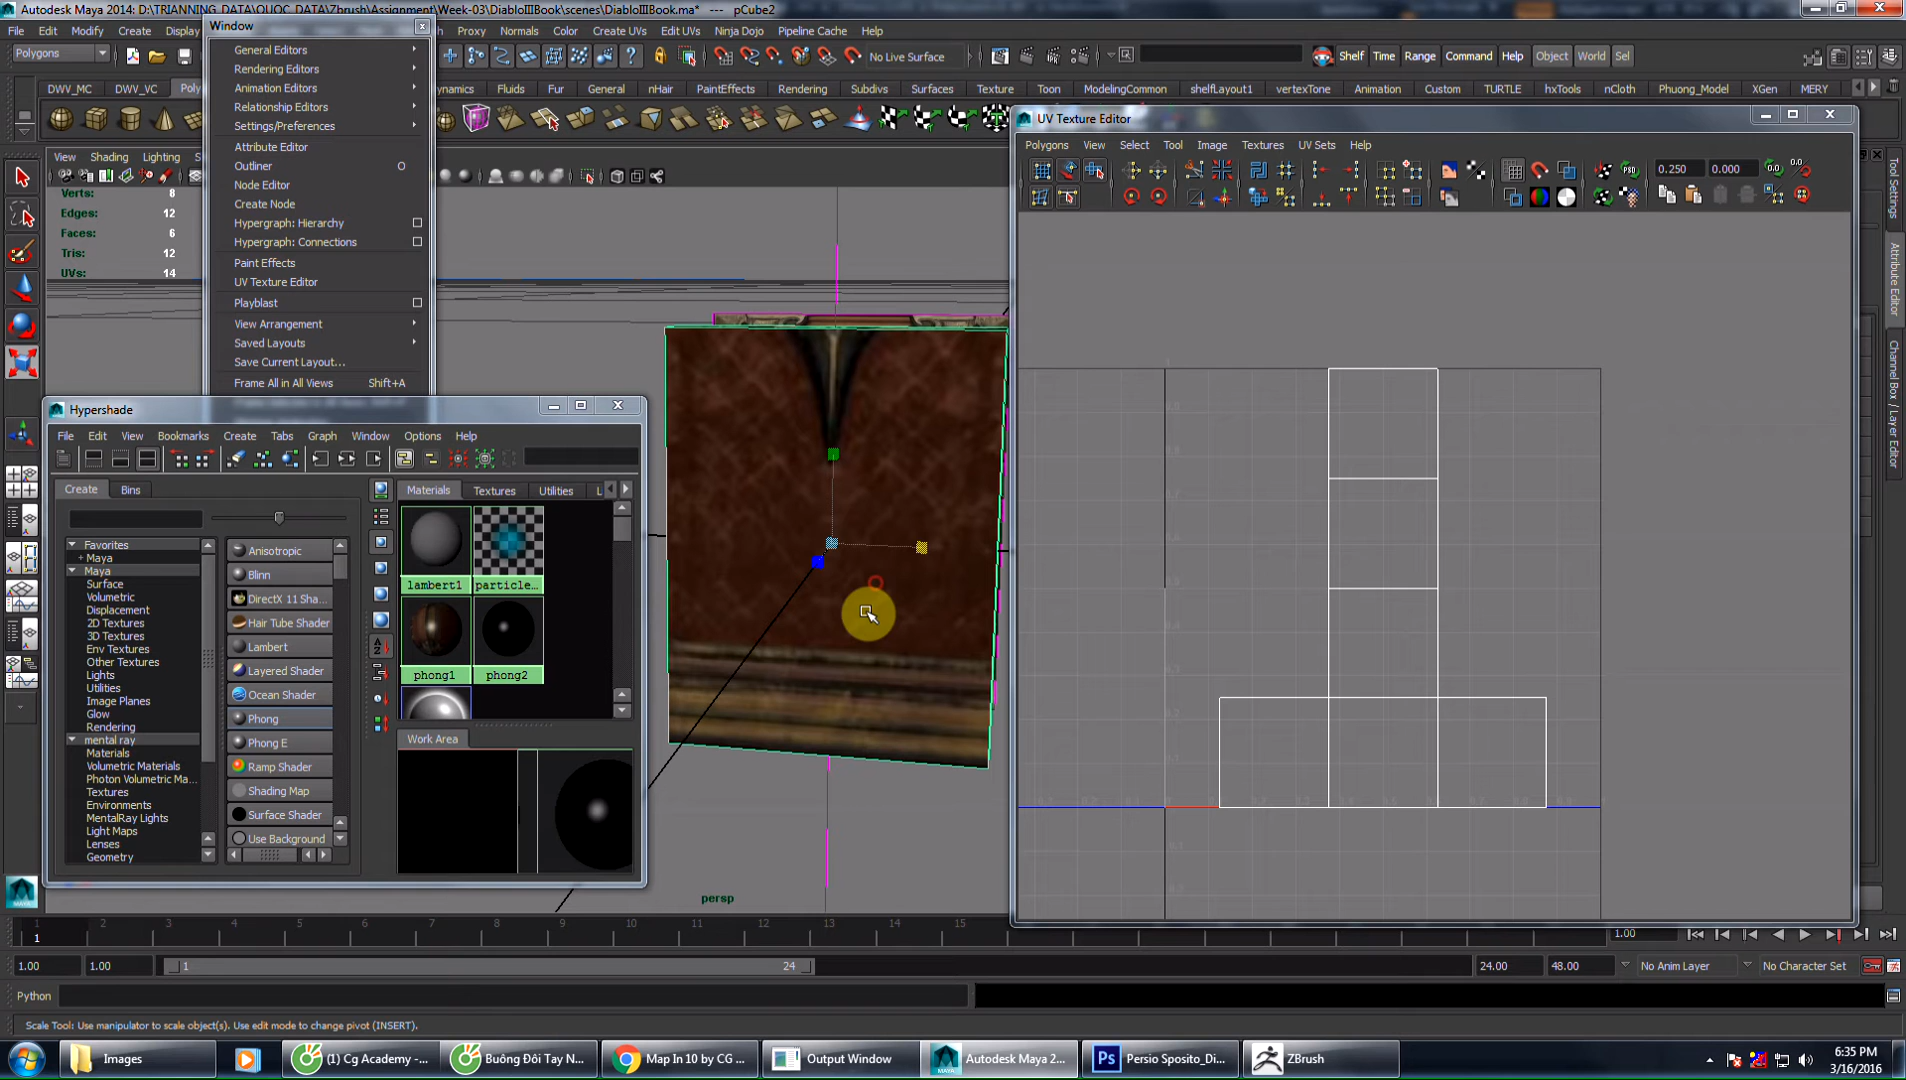 Autodesk Maya 2014: D:\TRIANNING_DATA\QUOC_DATA\Zbrush\Assignment\Week-03\DiabloIIIBook\scenes\DiabloIIIBook.ma* --- pCube2
File Edit Modify Create Display Proxy Normals Color Create UVs Edit UVs Ninja Dojo Pipeline Cache Help
Polygons No Live Surface Shelf Time Range Command Help Object World Sel
DWV_MC DWV_VC Fluids Fur General nHair PaintEffects Rendering Subdivs Surfaces Texture Toon ModelingCommon shelfLayout1 vertexTone Animation Custom TURTLE hxTools nCloth Phuong_Model XGen MERY
View Shading Lighting
Verts: 8
Edges: 12
Faces: 6
Tris: 12
UVs: 14
Window
General Editors
Rendering Editors
Animation Editors
Relationship Editors
Settings/Preferences
Attribute Editor
Outliner O
Node Editor
Create Node
Hypergraph: Hierarchy
Hypergraph: Connections
Paint Effects
UV Texture Editor
Playblast
View Arrangement
Saved Layouts
Save Current Layout...
Frame All in All Views Shift+A
Hypershade
File Edit View Bookmarks Create Tabs Graph Window Options Help
Create Bins
Favorites
+ Maya
Maya
Surface
Volumetric
Displacement
2D Textures
3D Textures
Env Textures
Other Textures
Lights
Utilities
Image Planes
Glow
Rendering
mental ray
Materials
Volumetric Materials
Photon Volumetric Ma...
Textures
Environments
MentalRay Lights
Light Maps
Lenses
Geometry
Anisotropic
Blinn
DirectX 11 Sha...
Hair Tube Shader
Lambert
Layered Shader
Ocean Shader
Phong
Phong E
Ramp Shader
Shading Map
Surface Shader
Use Background
Materials Textures Utilities L
lambert1 particle...
phong1 phong2
Work Area
persp
UV Texture Editor
Polygons View Select Tool Image Textures UV Sets Help
0.250 0.000
Tool Settings
Attribute Editor
Channel Box / Layer Editor
1 2 3 4 5 6 7 8 9 10 11 12 13 14 15
1 1.00
1.00 1.00 1 24 24.00 48.00 No Anim Layer No Character Set
Python
Scale Tool: Use manipulator to scale object(s). Use edit mode to change pivot (INSERT).
Images (1) Cg Academy -... Buông Đôi Tay N... Map In 10 by CG ... Output Window Autodesk Maya 2... Ps Persio Sposito_Di... ZBrush
6:35 PM
3/16/2016